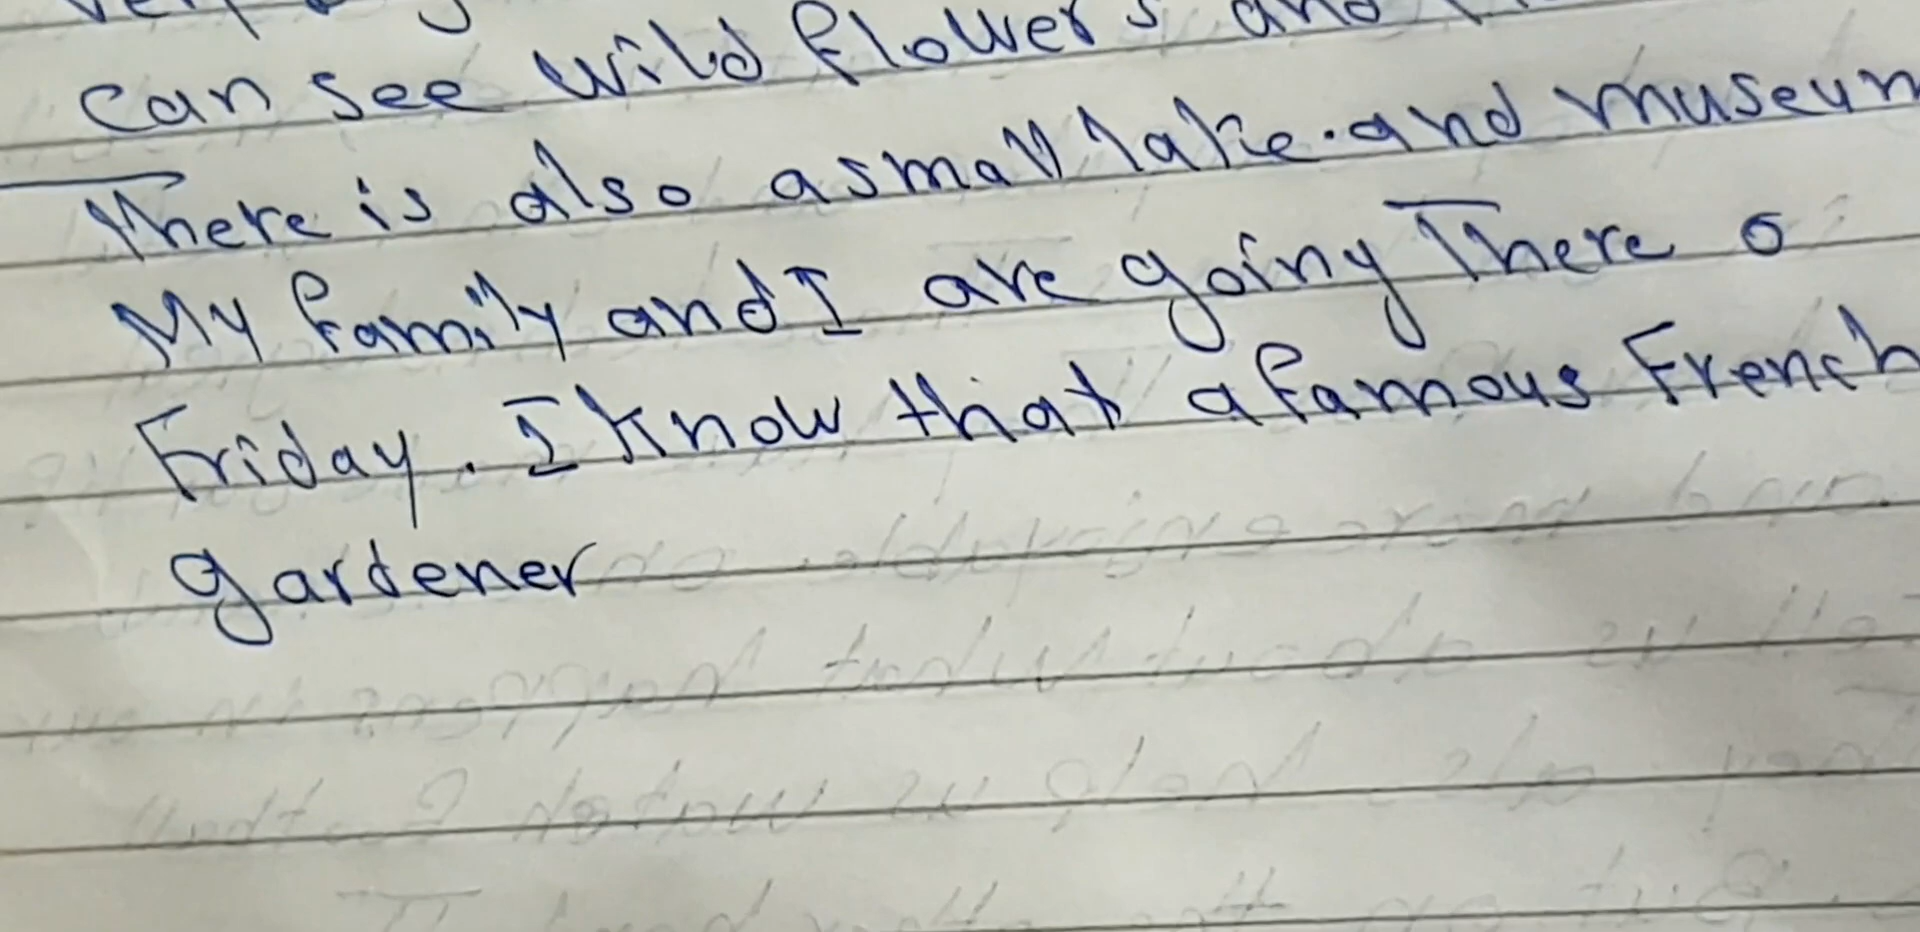 can see wild flowers and
There is also a small lake. and museum
My family and I are going There o
Friday. I know that a famous French
gardener